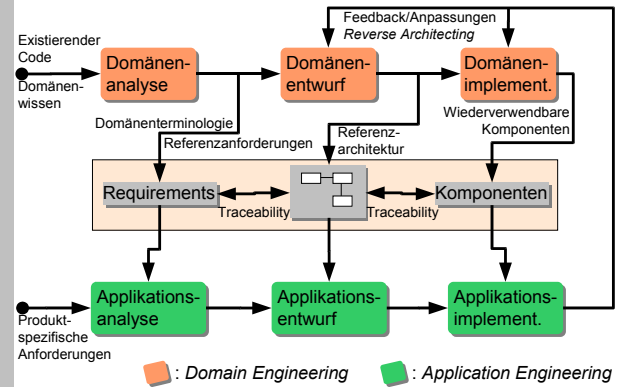 Feedback/Anpassungen
Reverse Architecting
Existierender
Code
Domänen-
wissen
Domänen-
analyse
Domänen-
entwurf
Domänen-
implement.
Domänenterminologie
Referenzanforderungen
Referenz-
architektur
Wiederverwendbare
Komponenten
Requirements
Traceability
Traceability
Komponenten
Applikations-
analyse
Applikations-
entwurf
Applikations-
implement.
Produkt-
spezifische
Anforderungen
: Domain Engineering
: Application Engineering